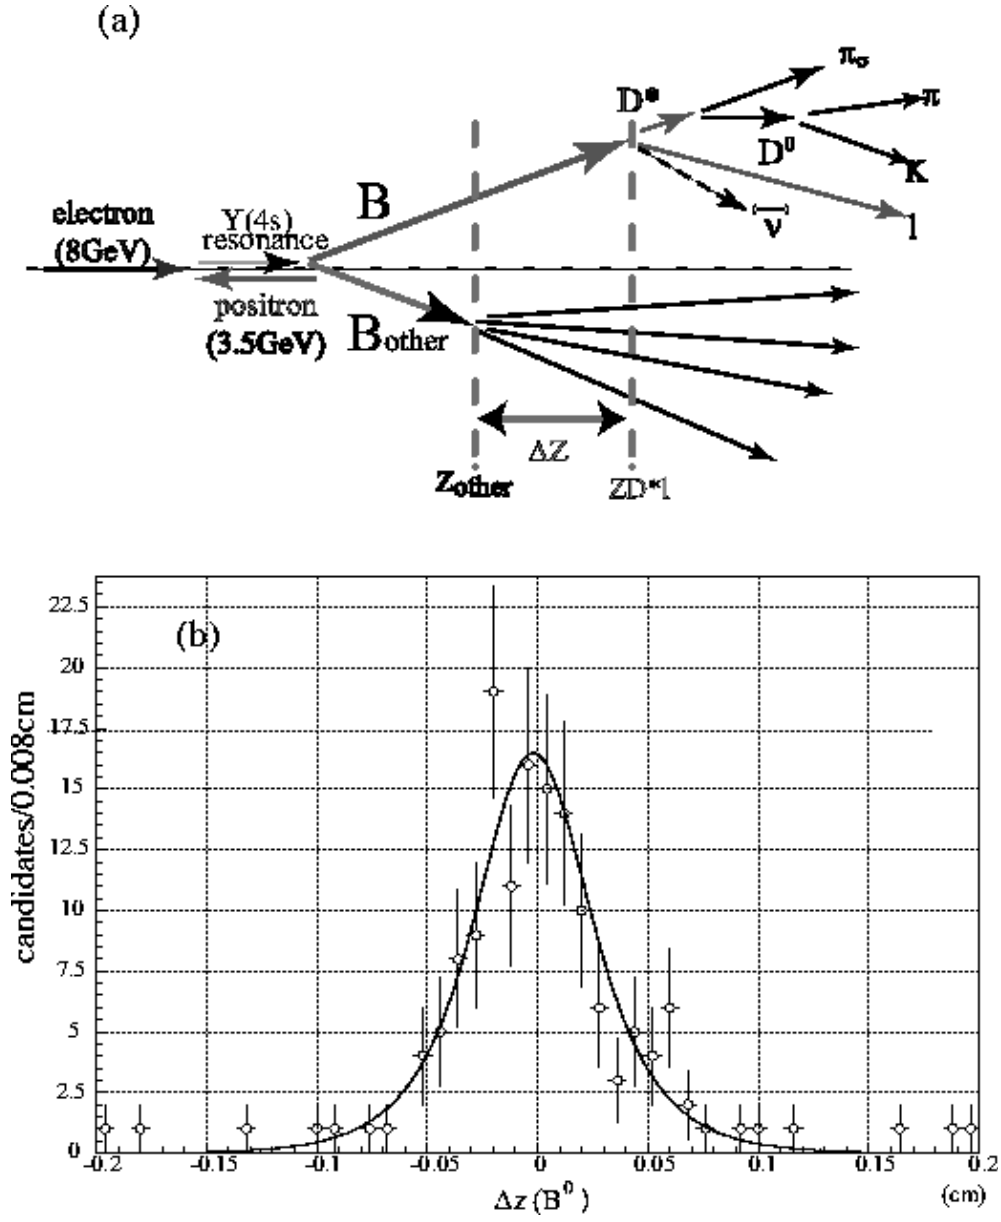 (a)
π_σ
D* π
D⁰
K
electron B (ν)
(8GeV) Υ(4s) l
resonance
positron
(3.5GeV) B_other
ΔZ
Z_other ZD*l
22.5
(b)
20
17.5
15
12.5
10
7.5
5
2.5
0
candidates/0.008cm
-0.2 -0.15 -0.1 -0.05 0 0.05 0.1 0.15 0.2
Δz (B⁰) (cm)